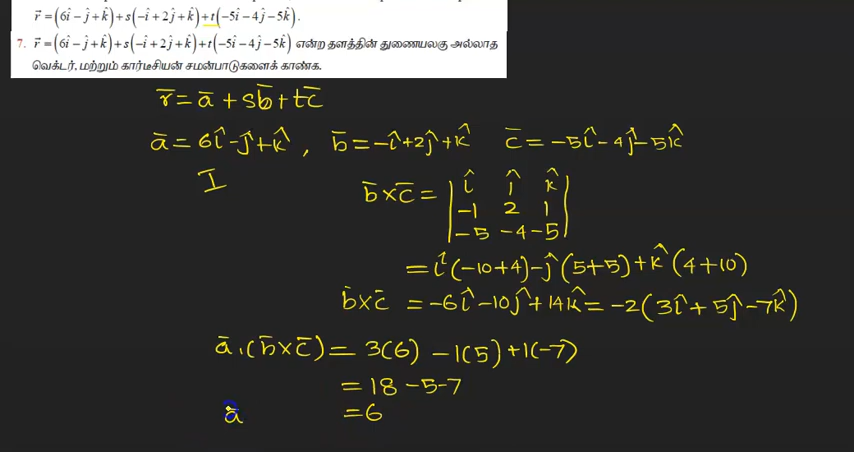 r⃗ = (6î − ĵ + k̂) + s(−î + 2ĵ + k̂) + t(−5î − 4ĵ − 5k̂).
7. r⃗ = (6î − ĵ + k̂) + s(−î + 2ĵ + k̂) + t(−5î − 4ĵ − 5k̂) என்ற தளத்தின் துணையலகு அல்லாத
வெக்டர், மற்றும் கார்டீசியன் சமன்பாடுகளைக் காண்க.
r̄ = ā + sb̄ + tc̄
ā = 6î − ĵ + k̂ , b̄ = −î + 2ĵ + k̂ c̄ = −5î − 4ĵ − 5k̂
I
b̄ × c̄ = | î ĵ k̂ |
| −1 2 1 |
| −5 −4 −5 |
= î(−10+4) − ĵ(5+5) + k̂(4+10)
b̄ × c̄ = −6î − 10ĵ + 14k̂ = −2(3î + 5ĵ − 7k̂)
ā.(b̄ × c̄) = 3(6) − 1(5) + 1(−7)
= 18 − 5 − 7
ā = 6